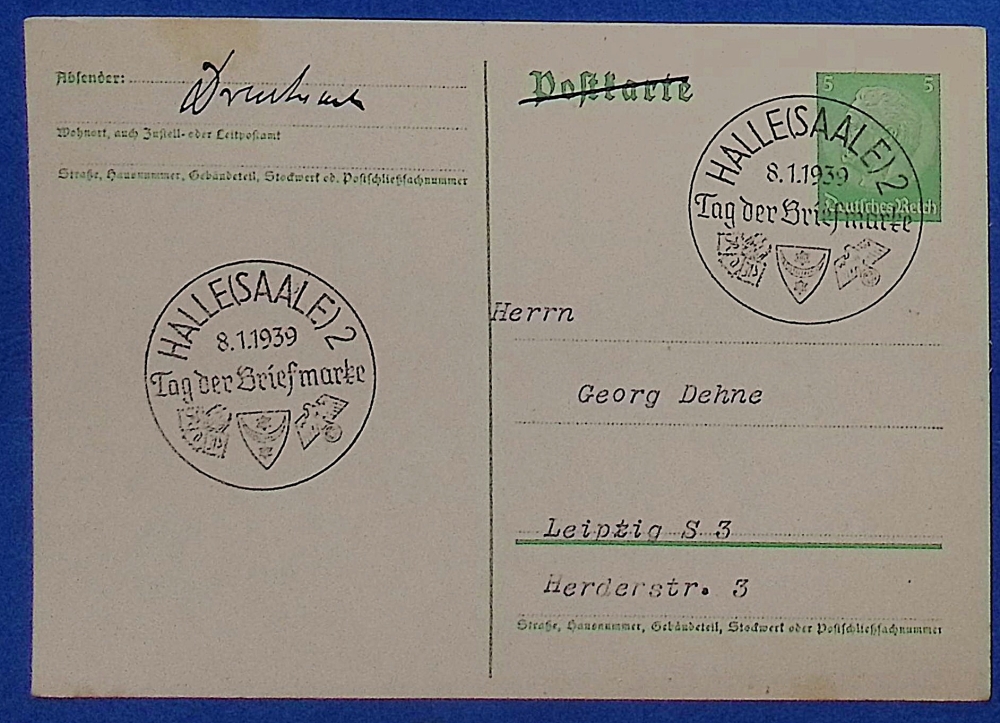 Absender:
Wohnort, auch Zustell- oder Leitpostamt
Straße, Hausnummer, Gebäudeteil, Stockwerk od. Postschließfachnummer
Postkarte
5 5
Deutsches Reich
HALLE(SAALE)2
8.1.1939
Tag der Briefmarke
HALLE(SAALE)2
8.1.1939
Tag der Briefmarke
Herrn
Georg Dehne
Leipzig S 3
Herderstr. 3
Straße, Hausnummer, Gebäudeteil, Stockwerk oder Postschließfachnummer